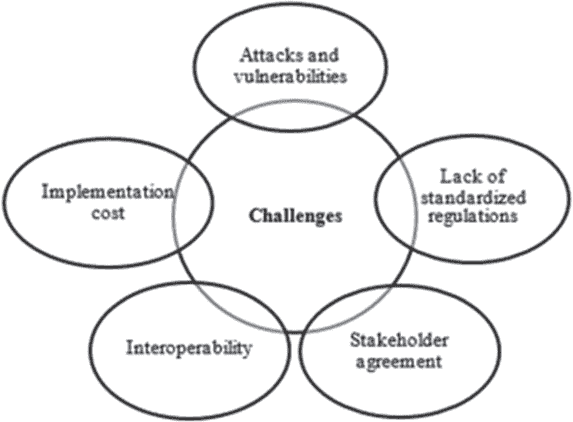 Attacks and
vulnerabilities
Implementation
cost
Challenges
Lack of
standardized
regulations
Interoperability
Stakeholder
agreement